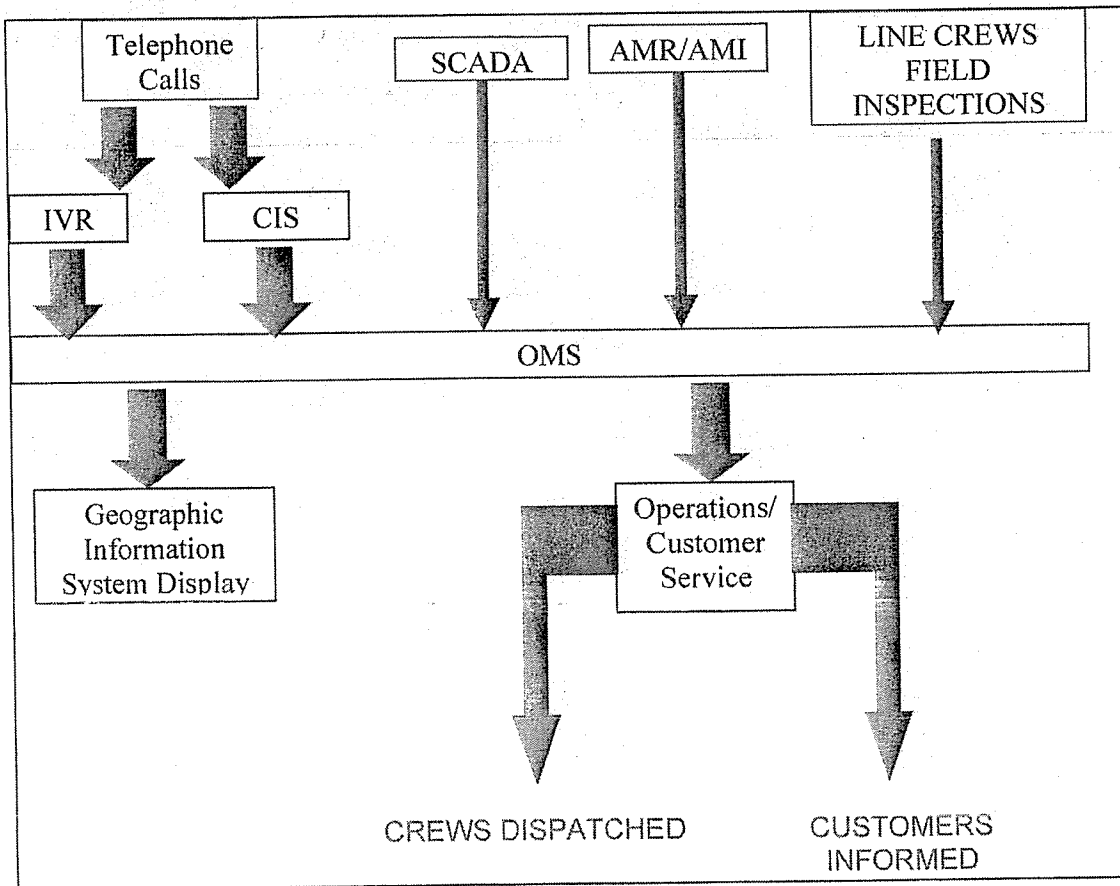 Telephone
Calls
SCADA
AMR/AMI
LINE CREWS
FIELD
INSPECTIONS
IVR
CIS
OMS
Geographic
Information
System Display
Operations/
Customer
Service
CREWS DISPATCHED
CUSTOMERS
INFORMED